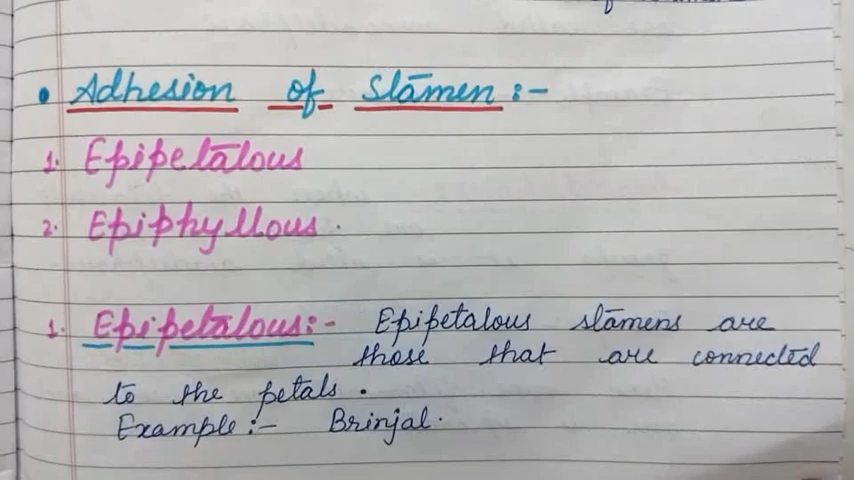 • Adhesion of Stamen :-
1. Epipetalous
2. Epiphyllous.
1. Epipetalous:- Epipetalous stamens are
those that are connected
to the petals.
Example:- Brinjal.